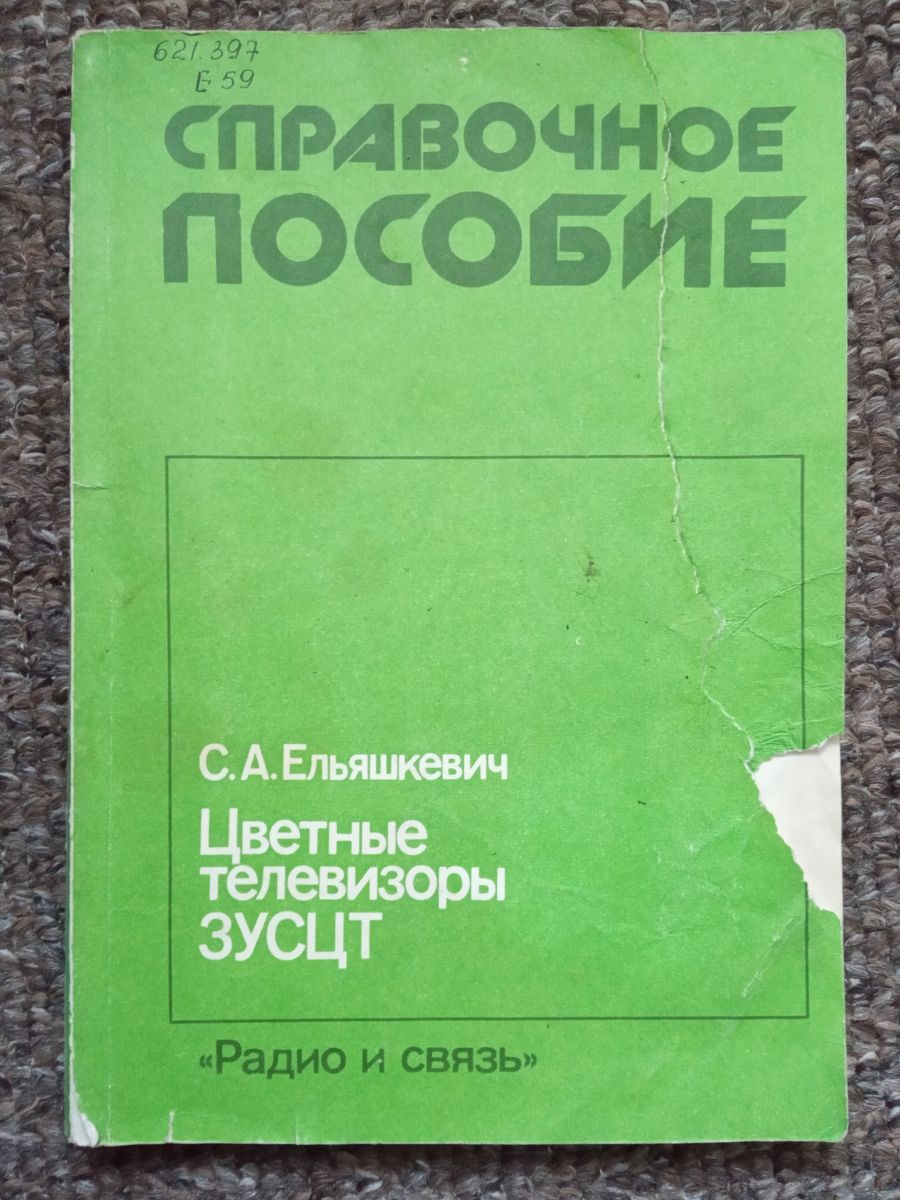 621.397
Е 59
СПРАВОЧНОЕ
ПОСОБИЕ
С.А.Ельяшкевич
Цветные
телевизоры
ЗУСЦТ
«Радио и связь»